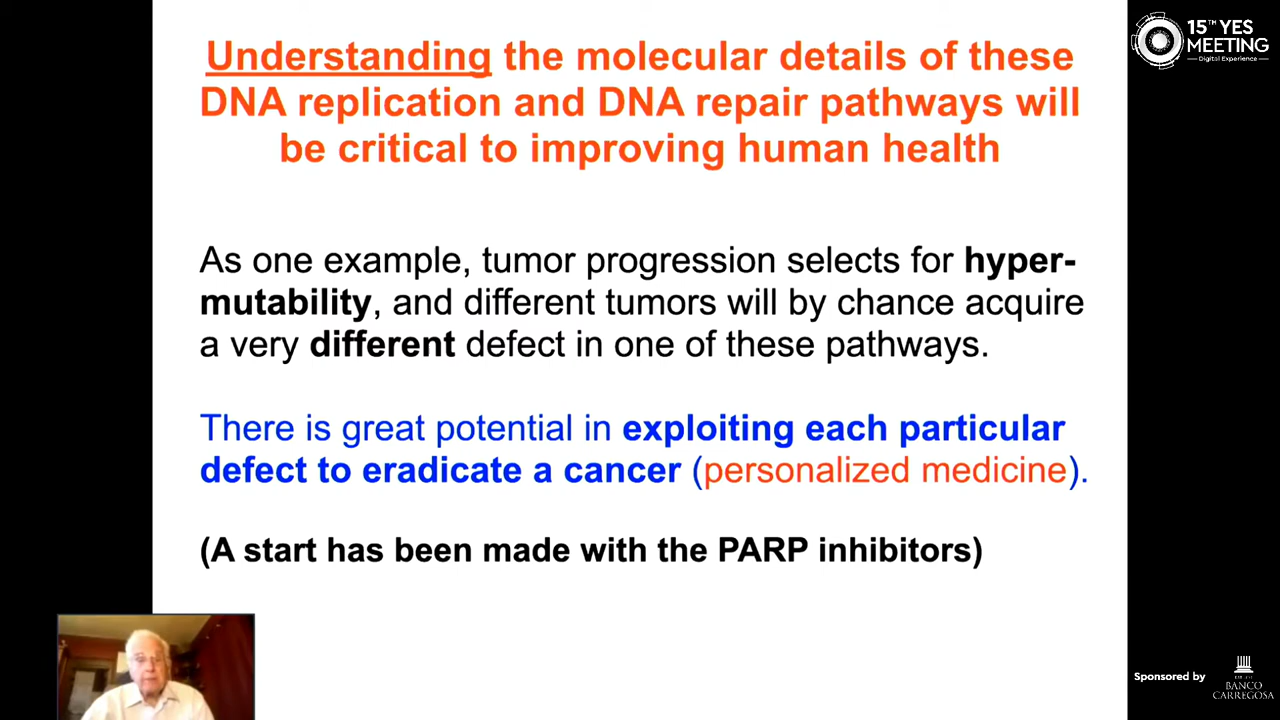 Understanding the molecular details of these
DNA replication and DNA repair pathways will
be critical to improving human health
As one example, tumor progression selects for hyper-
mutability, and different tumors will by chance acquire
a very different defect in one of these pathways.
There is great potential in exploiting each particular
defect to eradicate a cancer (personalized medicine).
(A start has been made with the PARP inhibitors)
15TH YES
MEETING
Digital Experience
Sponsored by
BANCO
CARREGOSA